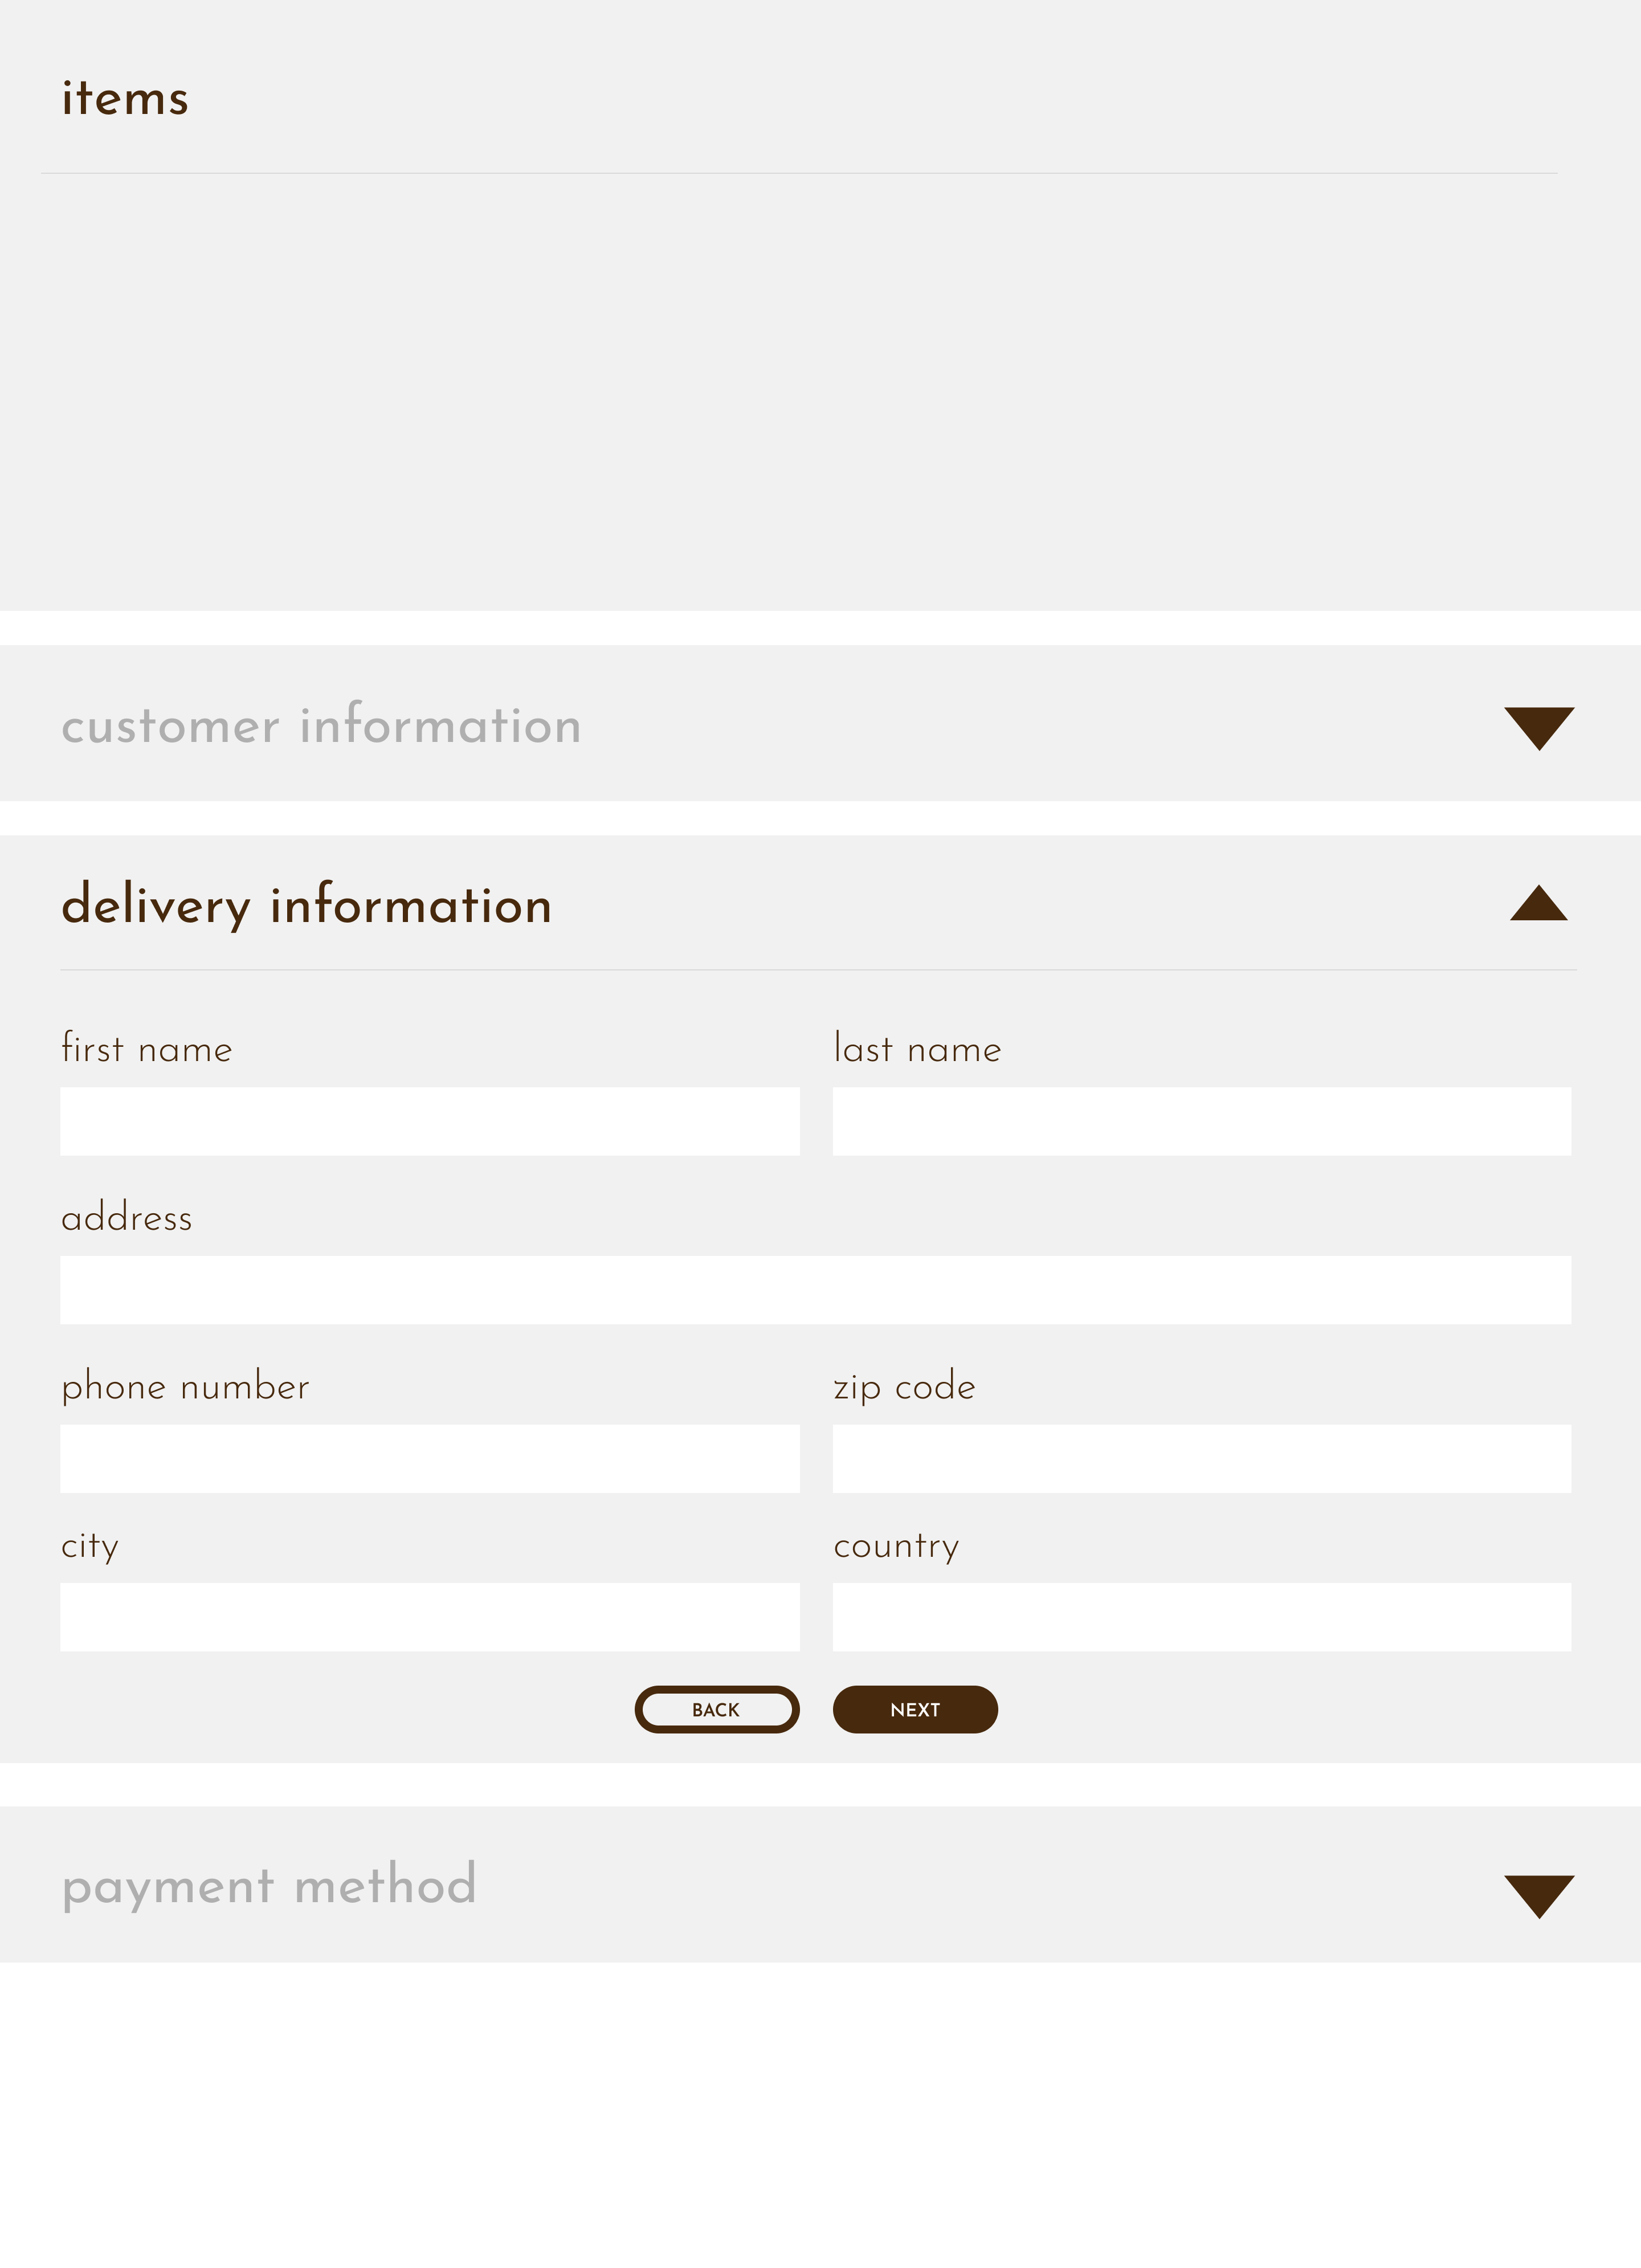 items
customer information
delivery information
first name last name
address
phone number zip code
city country
BACK NEXT
payment method